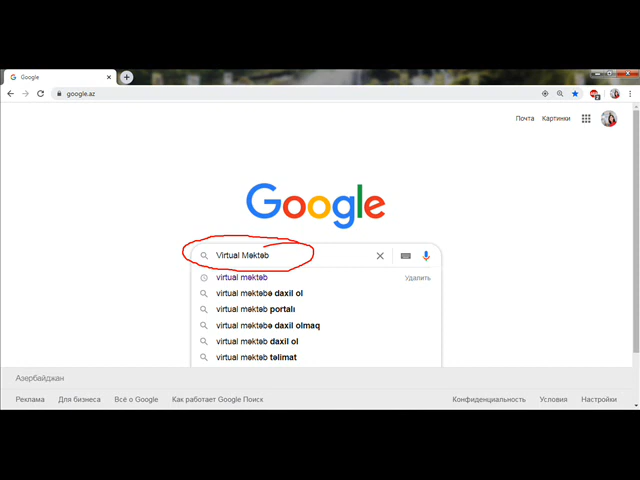 Google
google.az
2
Почта Картинки
Google
Virtual Məktəb
virtual məktəb Удалить
virtual məktəbə daxil ol
virtual məktəb portalı
virtual məktəbə daxil olmaq
virtual məktəb daxil ol
virtual məktəb təlimat
Азербайджан
Реклама Для бизнеса Всё о Google Как работает Google Поиск Конфиденциальность Условия Настройки